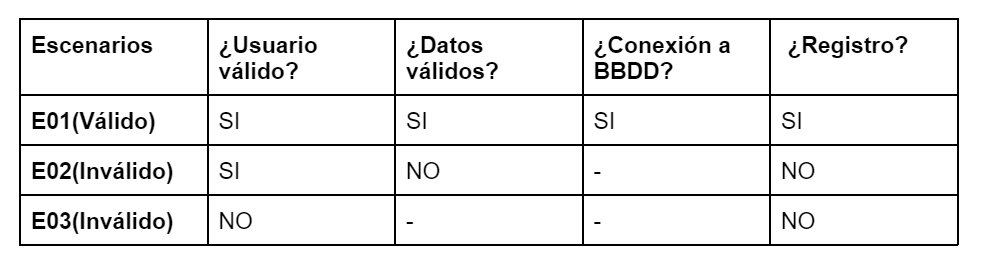 Escenarios
¿Usuario
válido?
¿Datos
válidos?
¿Conexión a
BBDD?
¿Registro?
E01(Válido)
SI
SI
SI
SI
E02(Inválido)
SI
NO
-
NO
E03(Inválido)
NO
-
-
NO